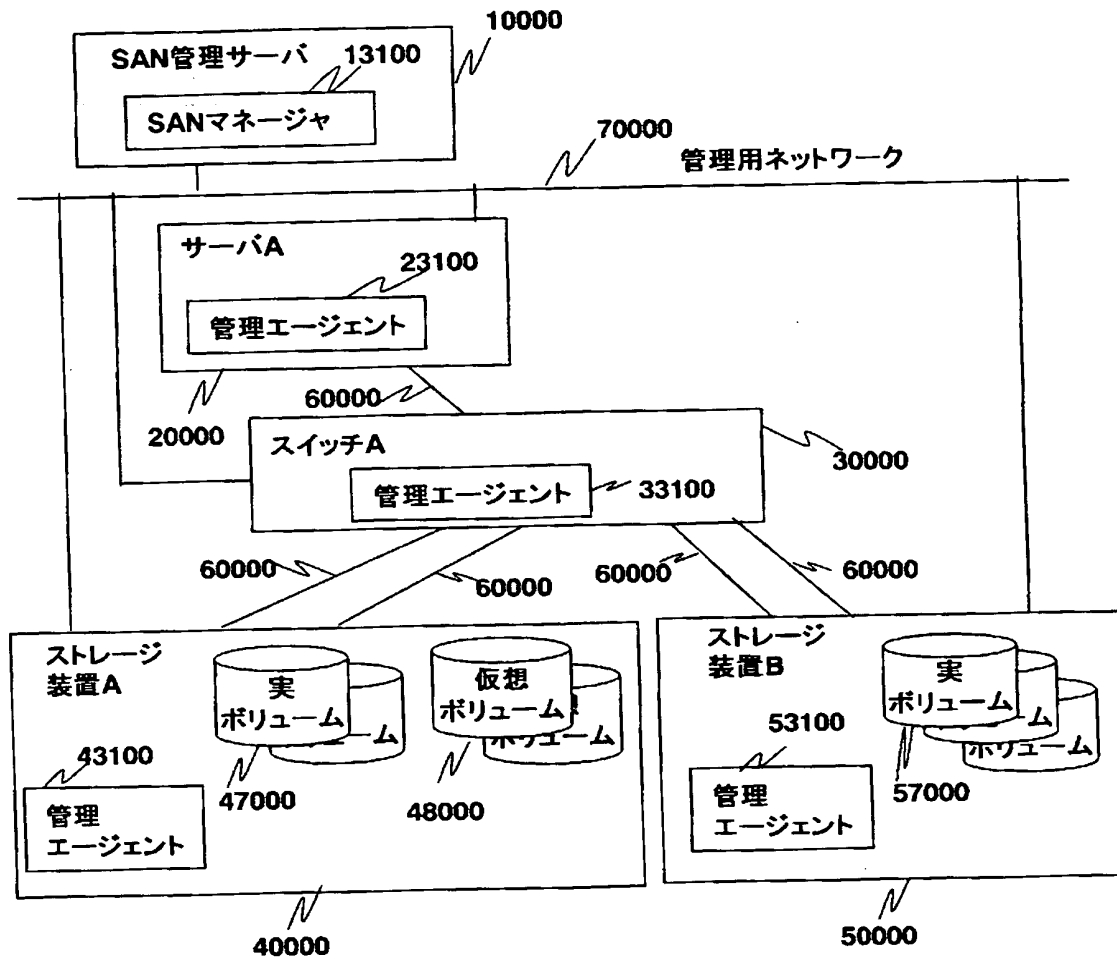 10000
SAN管理サーバ
13100
SANマネージャ
70000
管理用ネットワーク
サーバA
23100
管理エージェント
60000
20000
スイッチA
30000
管理エージェント
33100
60000
60000
60000
60000
ストレージ
装置A
実
ボリューム
仮想
ボリューム
43100
47000
48000
管理
エージェント
40000
ストレージ
装置B
実
ボリューム
ボリューム
53100
57000
管理
エージェント
50000